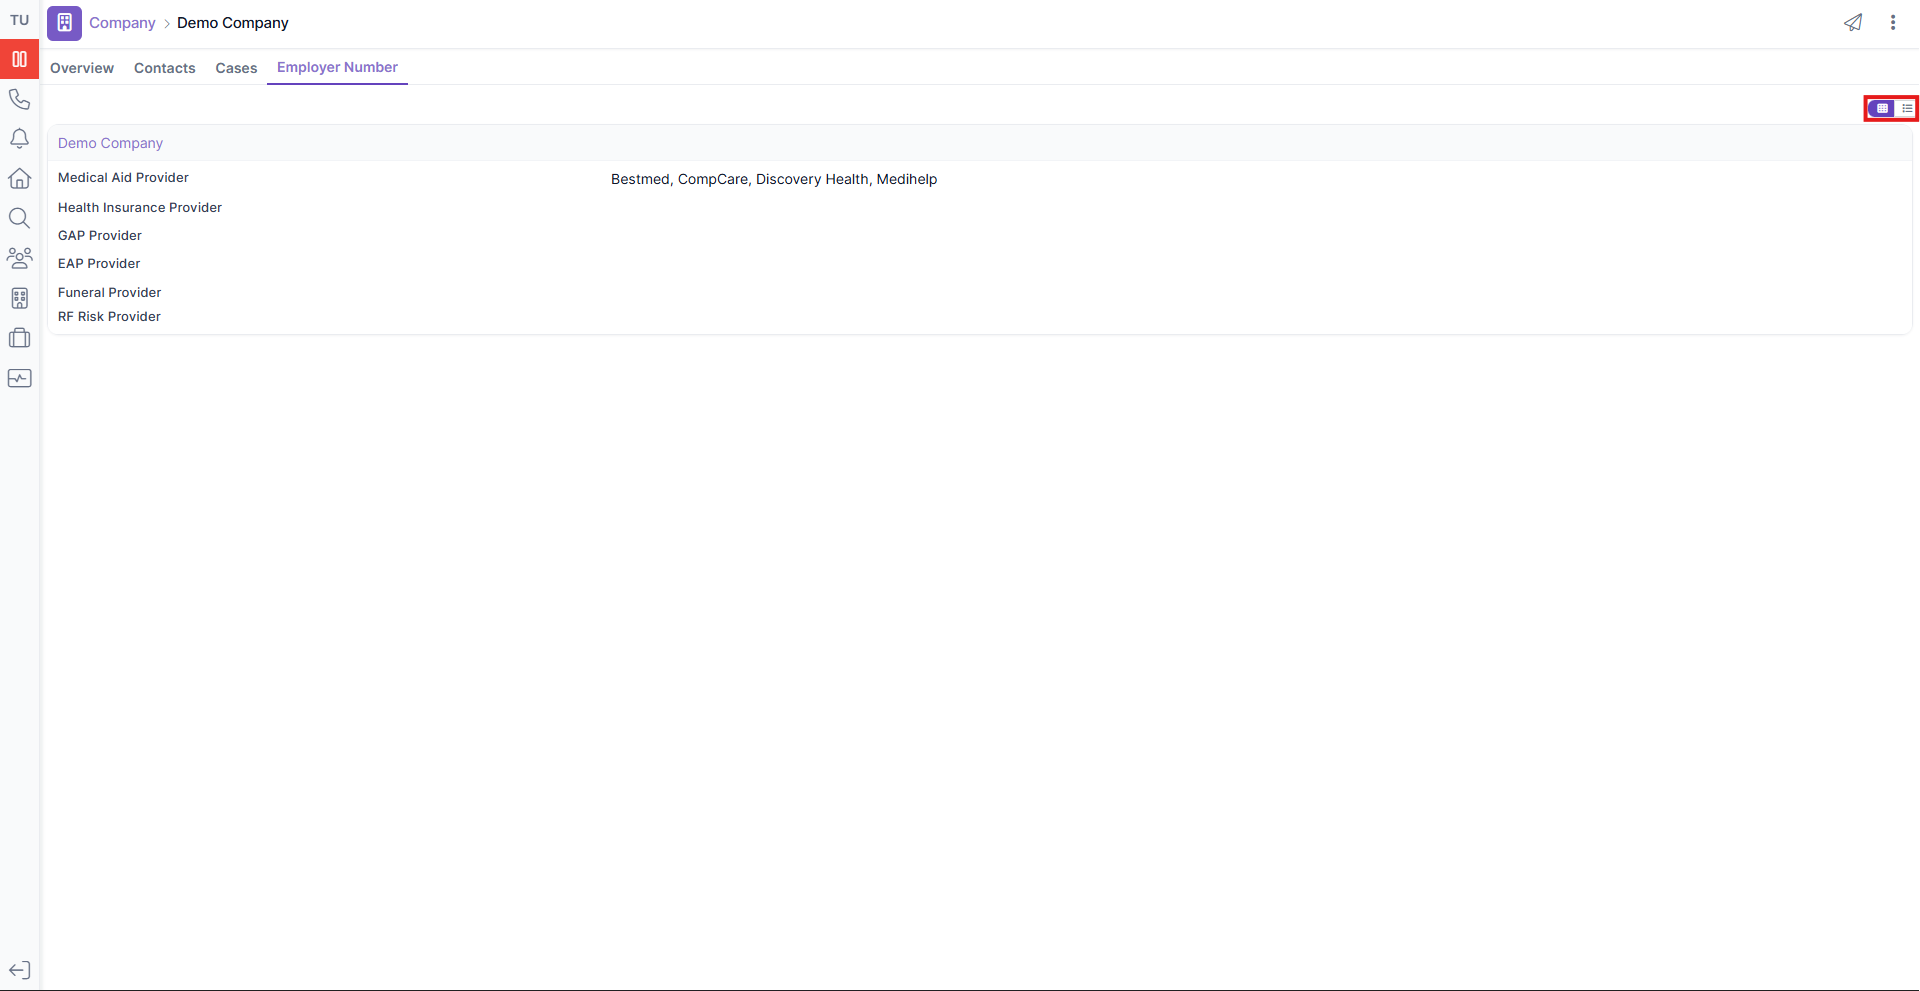 TU
Company > Demo Company
Overview Contacts Cases Employer Number
Demo Company
Medical Aid Provider Bestmed, CompCare, Discovery Health, Medihelp
Health Insurance Provider
GAP Provider
EAP Provider
Funeral Provider
RF Risk Provider